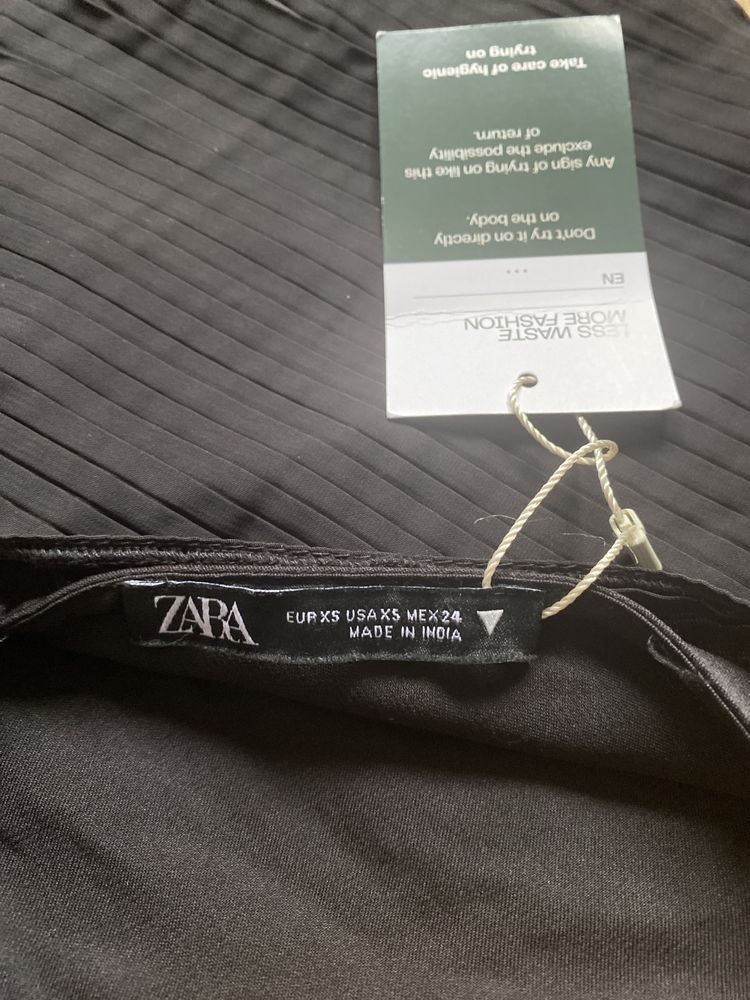 LESS WASTE
MORE FASHION
EN
Don't try it on directly
on the body.
Any sign of trying on like this
exclude the possibility
of return.
Take care of hygienic
trying on
ZARA
EUR XS USA XS MEX 24
MADE IN INDIA